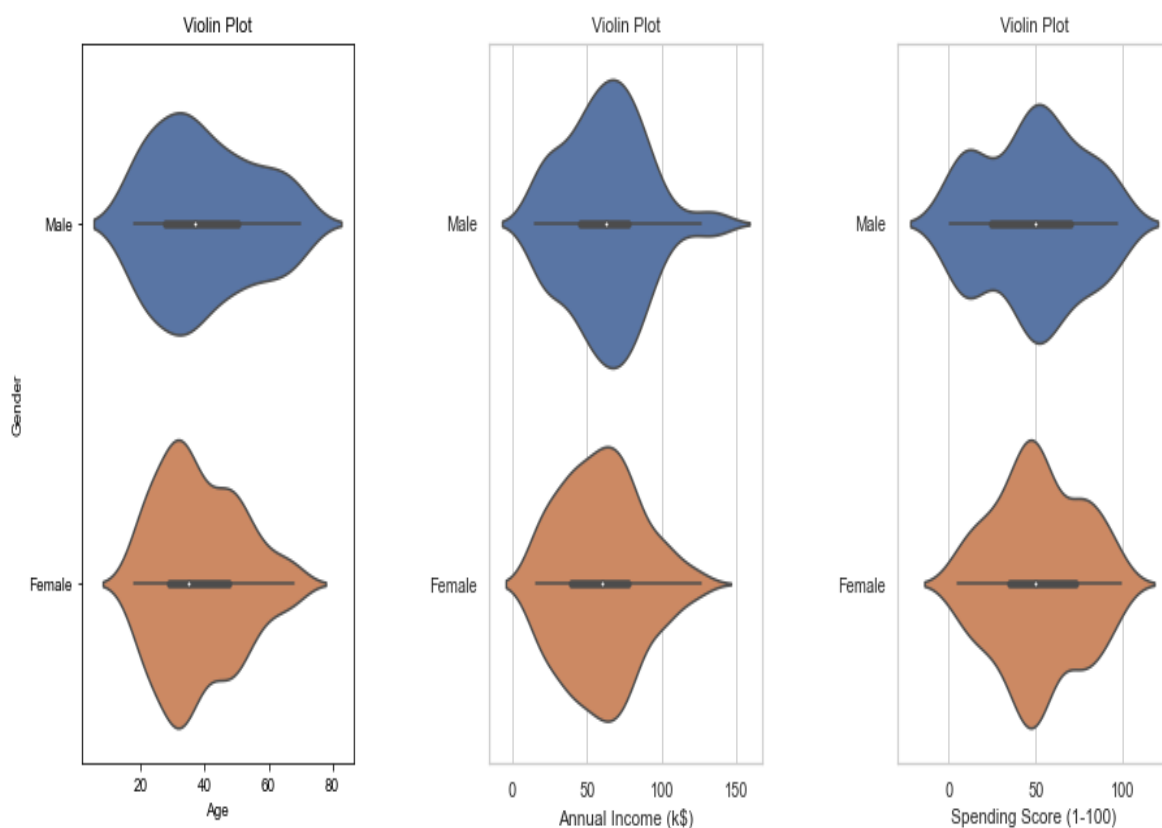 Violin Plot
Gender
Male
Female
20 40 60 80
Age
Violin Plot
Male
Female
0 50 100 150
Annual Income (k$)
Violin Plot
Male
Female
0 50 100
Spending Score (1-100)